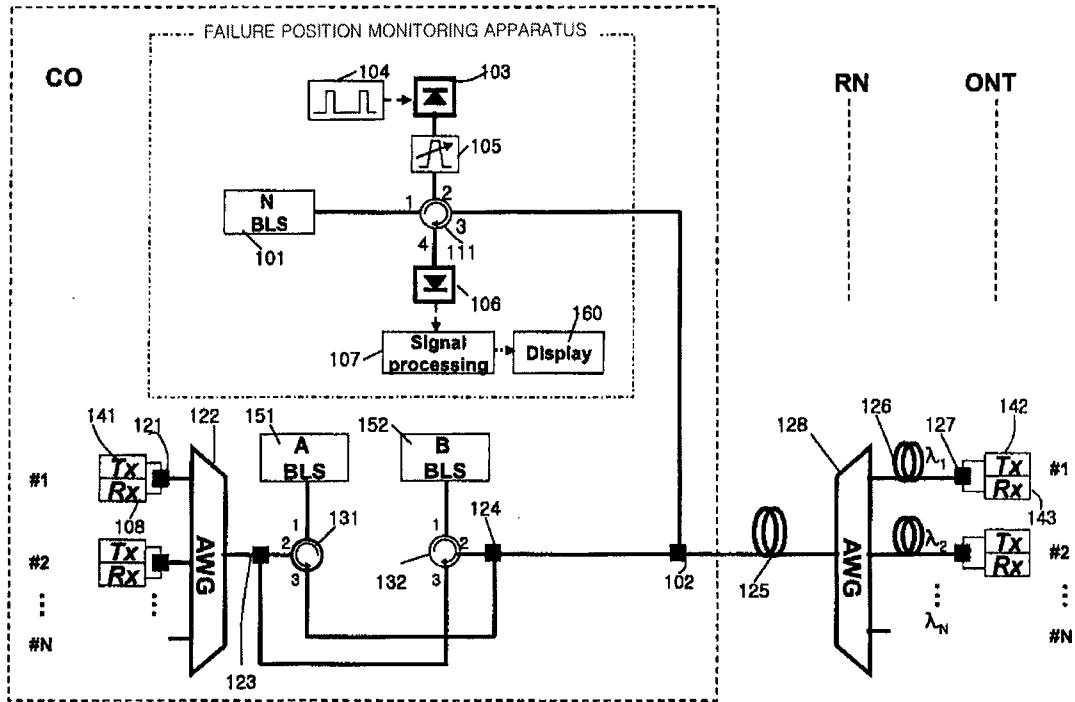 FAILURE POSITION MONITORING APPARATUS
CO
RN
ONT
104
103
105
N
BLS
101
1
2
3
4
111
106
107
Signal
processing
160
Display
141
121
122
151
152
A
BLS
B
BLS
#1
Tx
Rx
108
#2
Tx
Rx
#N
AWG
123
1
2
3
131
1
2
3
132
124
102
125
128
AWG
126
λ1
127
142
Tx
Rx
143
#1
λ2
Tx
Rx
#2
λN
#N